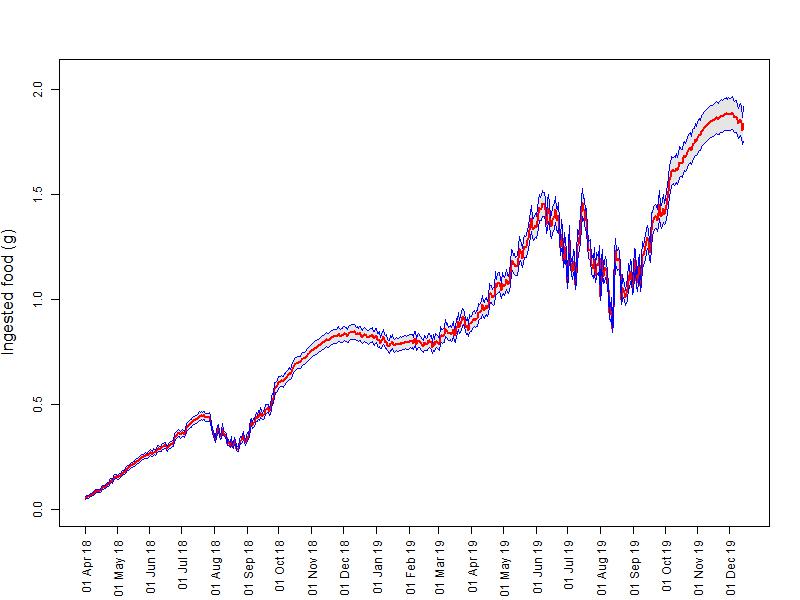 Ingested food (g)
2.0
1.5
1.0
0.5
0.0
01 Apr 18
01 May 18
01 Jun 18
01 Jul 18
01 Aug 18
01 Sep 18
01 Oct 18
01 Nov 18
01 Dec 18
01 Jan 19
01 Feb 19
01 Mar 19
01 Apr 19
01 May 19
01 Jun 19
01 Jul 19
01 Aug 19
01 Sep 19
01 Oct 19
01 Nov 19
01 Dec 19